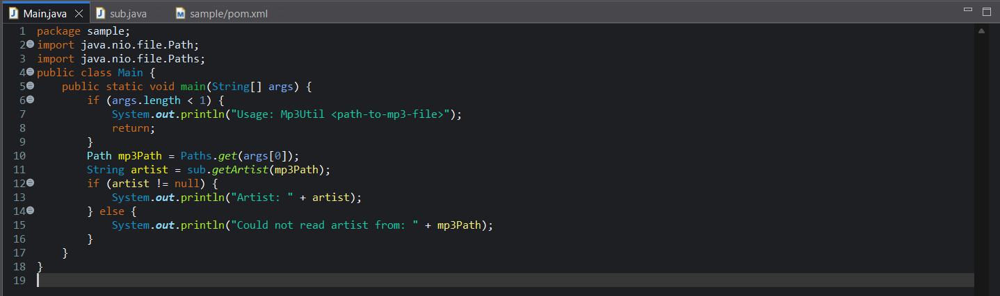 Main.java sub.java sample/pom.xml
1 package sample;
2 import java.nio.file.Path;
3 import java.nio.file.Paths;
4 public class Main {
5     public static void main(String[] args) {
6         if (args.length < 1) {
7             System.out.println("Usage: Mp3Util <path-to-mp3-file>");
8             return;
9         }
10         Path mp3Path = Paths.get(args[0]);
11         String artist = sub.getArtist(mp3Path);
12         if (artist != null) {
13             System.out.println("Artist: " + artist);
14         } else {
15             System.out.println("Could not read artist from: " + mp3Path);
16         }
17     }
18 }
19